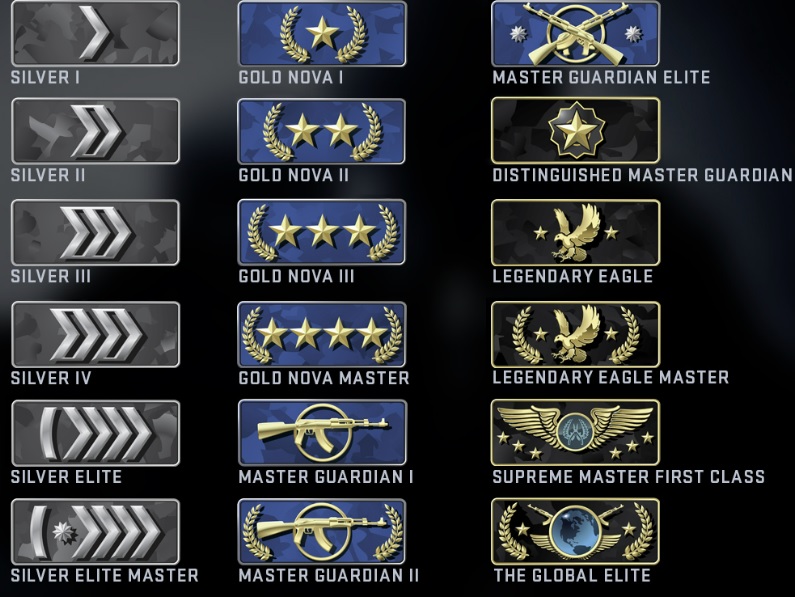 SILVER I
SILVER II
SILVER III
SILVER IV
SILVER ELITE
SILVER ELITE MASTER
GOLD NOVA I
GOLD NOVA II
GOLD NOVA III
GOLD NOVA MASTER
MASTER GUARDIAN I
MASTER GUARDIAN II
MASTER GUARDIAN ELITE
DISTINGUISHED MASTER GUARDIAN
LEGENDARY EAGLE
LEGENDARY EAGLE MASTER
SUPREME MASTER FIRST CLASS
THE GLOBAL ELITE